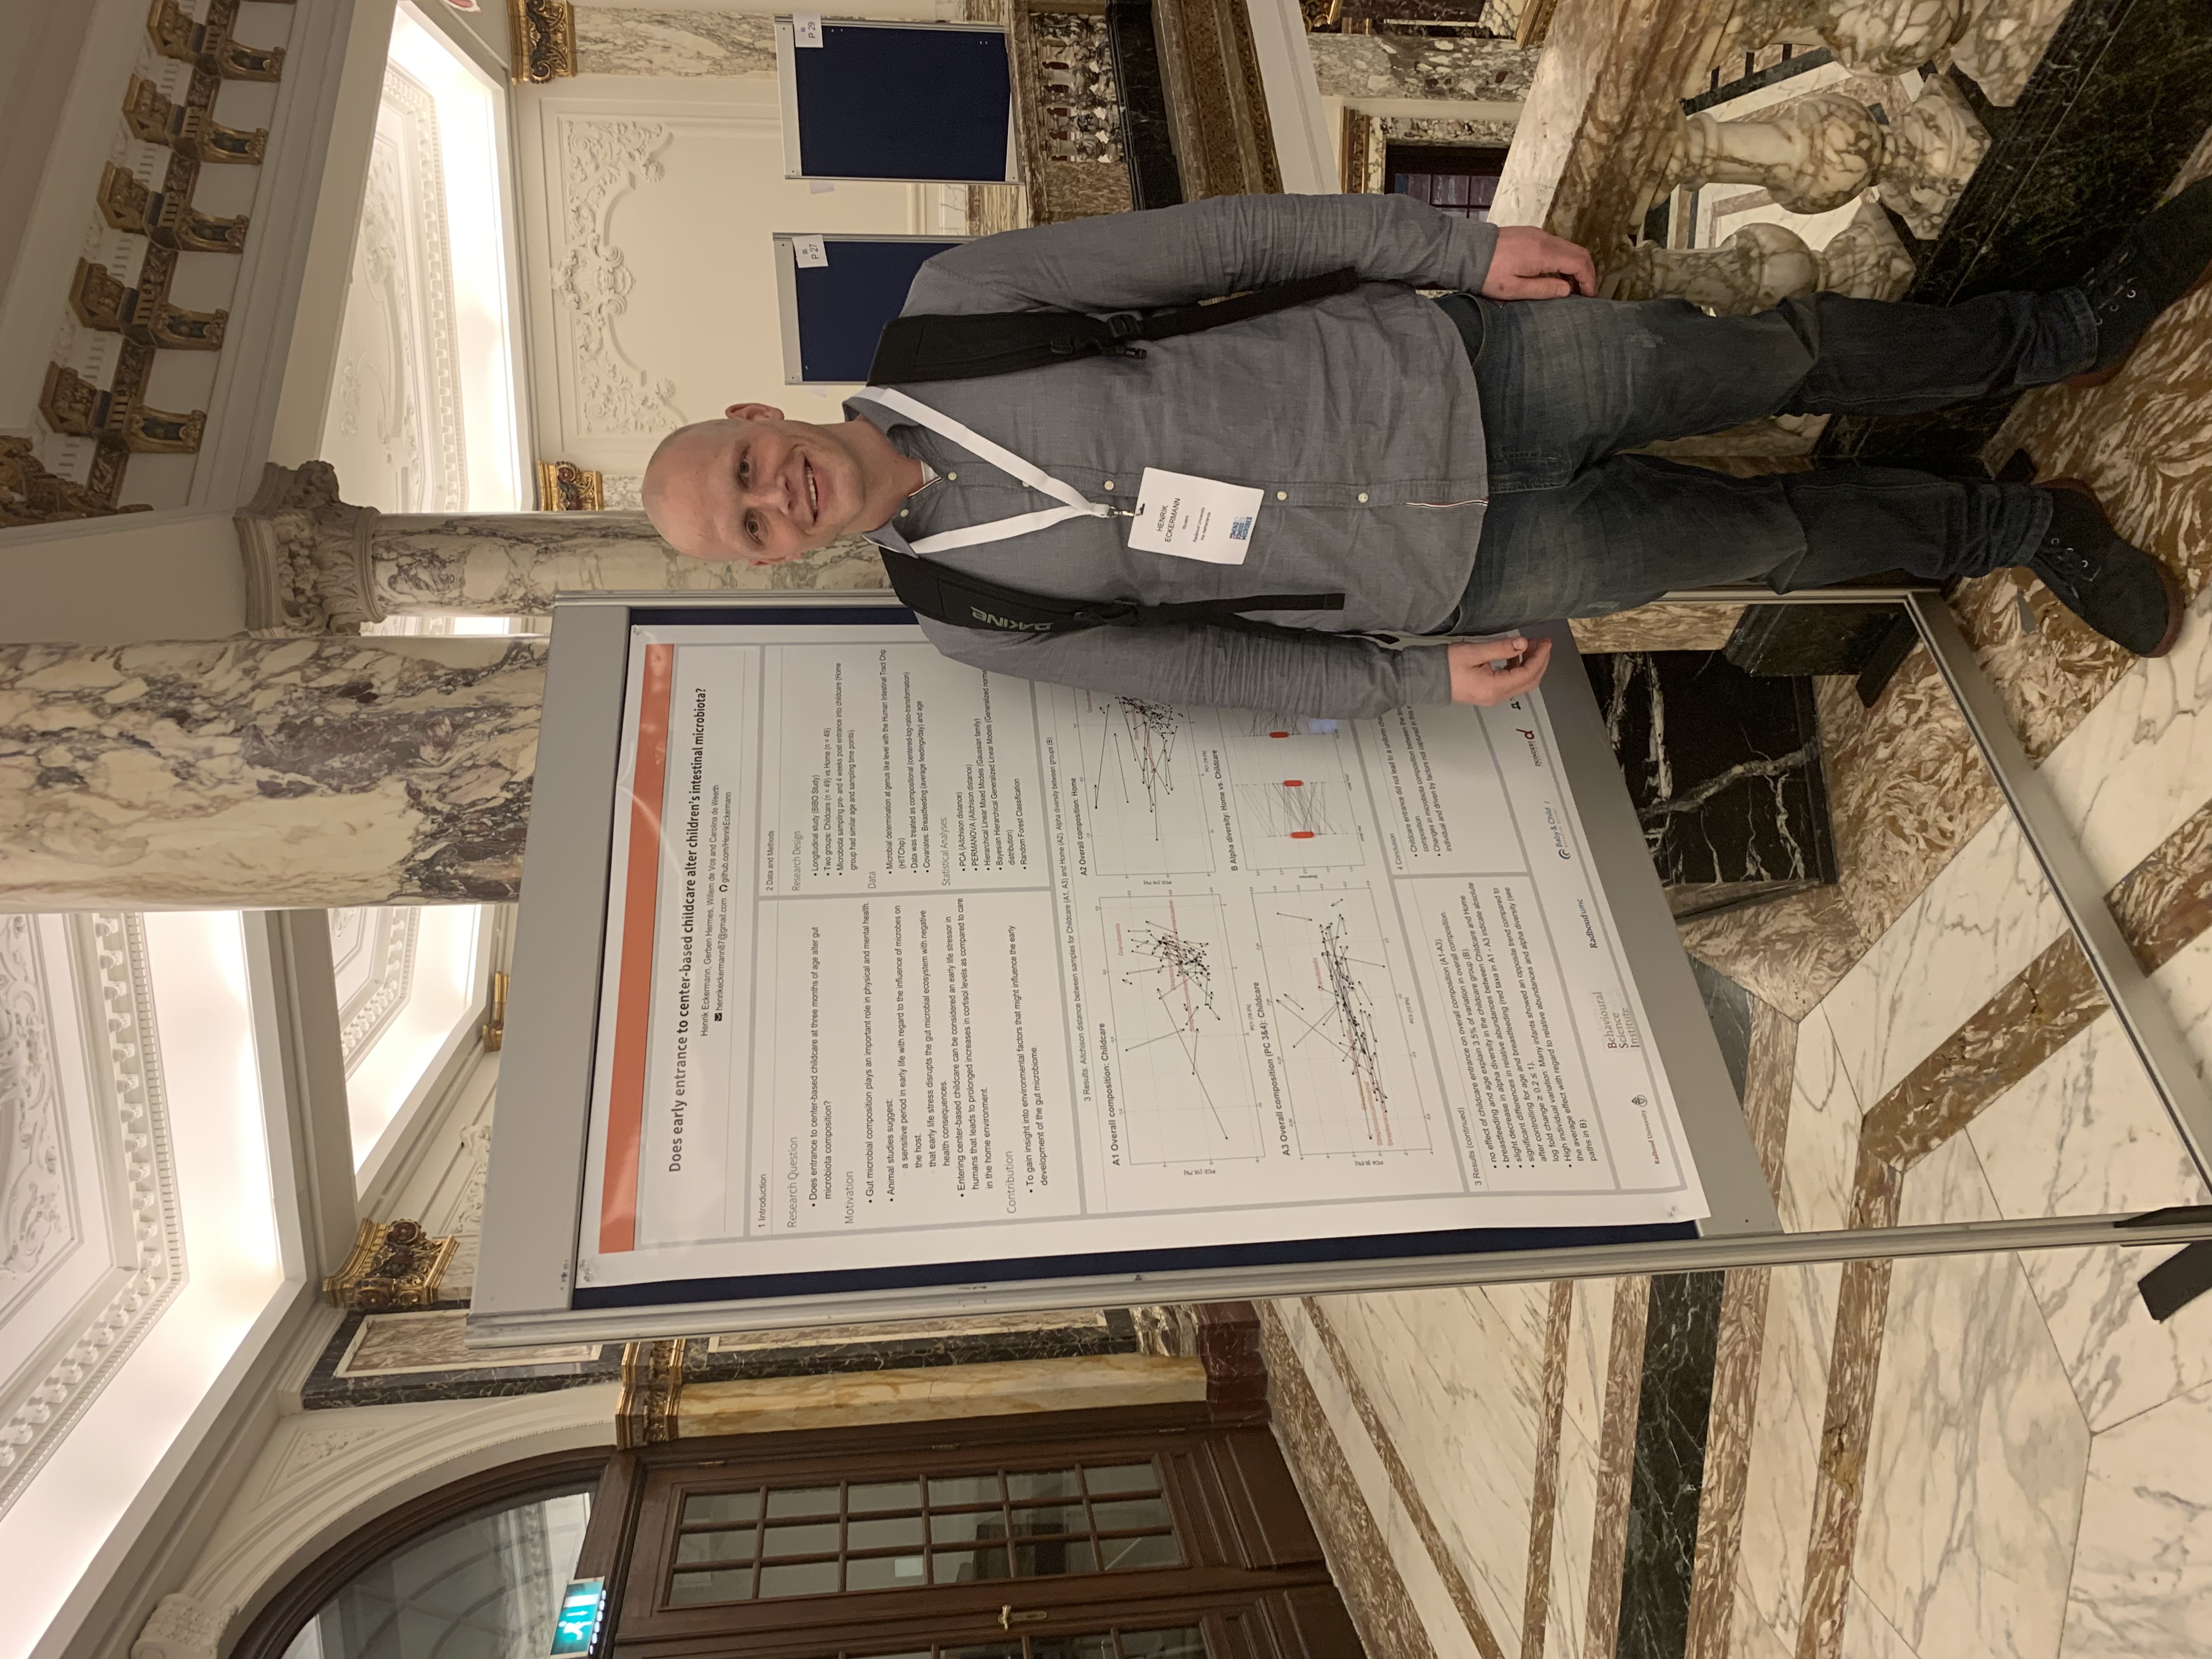 Does early entrance to center-based childcare alter children's intestinal microbiota?
Henrik Eckermann, Gerben Hermes, Willem de Vos and Carolina de Weerth
henrikeckermann87@gmail.com github.com/HenrikEckermann
1 Introduction
Research Question
• Does entrance to center-based childcare at three months of age alter gut
microbiota composition?
Motivation
• Gut microbial composition plays an important role in physical and mental health.
• Animal studies suggest:
a sensitive period in early life with regard to the influence of microbes on
the host.
that early life stress disrupts the gut microbial ecosystem with negative
health consequences.
• Entering center-based childcare can be considered an early life stressor in
humans that leads to prolonged increases in cortisol levels as compared to care
in the home environment.
Contribution
• To gain insight into environmental factors that might influence the early
development of the gut microbiome.
2 Data and Methods
Research Design
• Longitudinal study (BIBO Study)
• Two groups: Childcare (n = 49) vs Home (n = 49)
• Microbiota sampling pre- and 4 weeks post entrance into childcare (Home
group had similar age and sampling time points).
Data
• Microbial determination at genus like level with the Human Intestinal Tract Chip
(HITChip)
• Data was treated as compositional (centered-log-ratio-transformation)
• Covariates: Breastfeeding (average feedings/day) and age
Statistical Analyses:
• PCA (Aitchison distance)
• PERMANOVA (Aitchison distance)
• Hierarchical Linear Mixed Models (Gaussian family)
• Bayesian Hierarchical Generalized Linear Models (Generalized norma
distribution)
• Random Forest Classification
3 Results: Aitchison distance between samples for Childcare (A1, A3) and Home (A2). Alpha diversity between groups (B)
A1 Overall composition: Childcare
Granulicatella
A2 Overall composition: Home
A3 Overall composition (PC 3&4): Childcare
B Alpha diversity: Home vs. Childcare
3 Results (continued)
• no effect of childcare entrance on overall composition (A1-A3).
• breastfeeding and age explain 3.5% of variation in overall composition.
• slight decrease in alpha diversity in the childcare group (B).
• significant differences in relative abundances between Childcare and Home
after controlling for age and breastfeeding (red taxa in A1 - A3 indicate absolute
log fold change ≥ 0.2 ≤ 1).
• High individual variation: Many infants showed an opposite trend compared to
the average effect with regard to relative abundances and alpha diversity (see
paths in B).
4 Conclusion
• Childcare entrance did not lead to a uniform cha
composition
• Changes in microbiota composition between the tim
individual and driven by factors not captured in this s
Radboud University
Behavioural
Science
Institute
Radboudumc
Baby & Child
DONDERS
DAKINE
HENRIK
ECKERMANN
Student
Radboud University
the Netherlands
MIND
MOOD
MICROBES
P 27
P 29